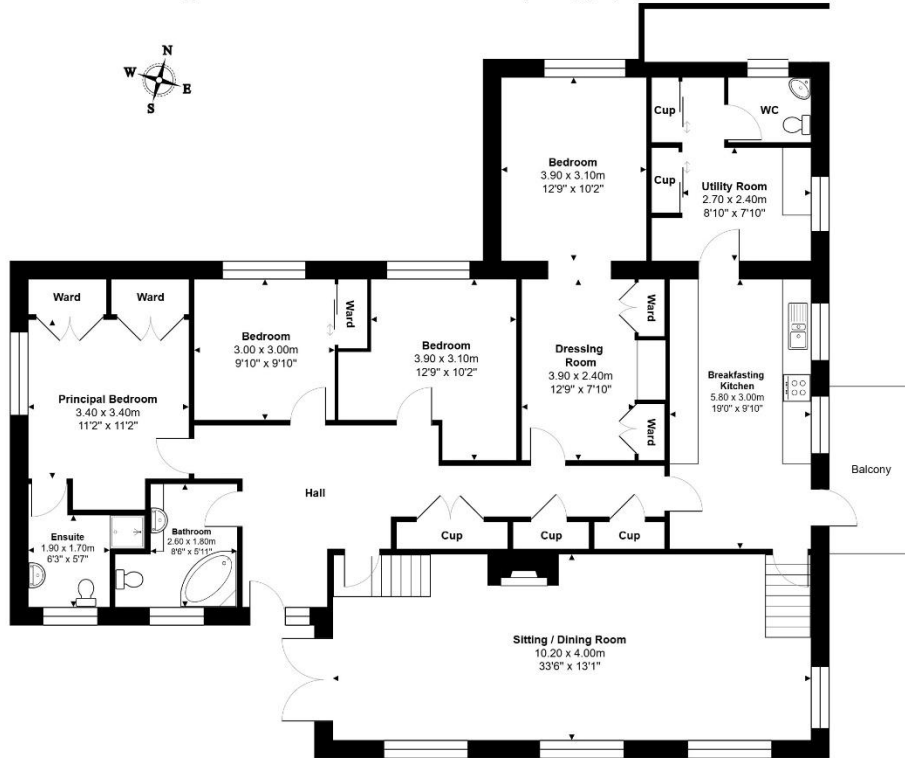 N
W
E
S
Cup
WC
Bedroom
3.90 x 3.10m
12'9" x 10'2"
Cup
Utility Room
2.70 x 2.40m
8'10" x 7'10"
Ward
Ward
Bedroom
3.00 x 3.00m
9'10" x 9'10"
Ward
Bedroom
3.90 x 3.10m
12'9" x 10'2"
Ward
Dressing
Room
3.90 x 2.40m
12'9" x 7'10"
Ward
Breakfasting
Kitchen
5.80 x 3.00m
19'0" x 9'10"
Principal Bedroom
3.40 x 3.40m
11'2" x 11'2"
Balcony
Hall
Ensuite
1.90 x 1.70m
6'3" x 5'7"
Bathroom
2.60 x 1.80m
8'6" x 5'11"
Cup
Cup
Cup
Sitting / Dining Room
10.20 x 4.00m
33'6" x 13'1"